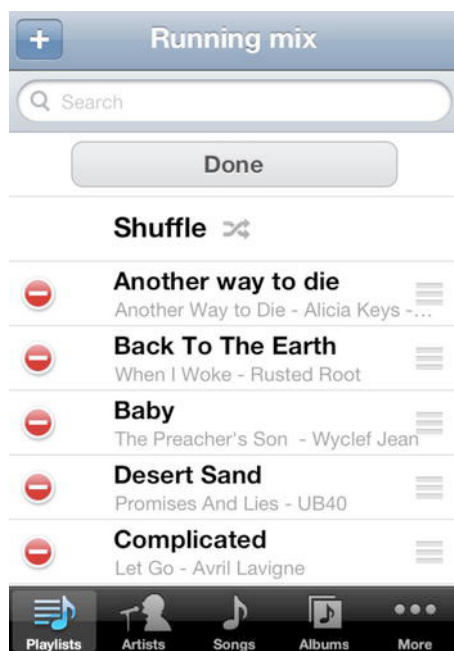 + Running mix
Search
Done
Shuffle
Another way to die
Another Way to Die - Alicia Keys -...
Back To The Earth
When I Woke - Rusted Root
Baby
The Preacher's Son - Wyclef Jean
Desert Sand
Promises And Lies - UB40
Complicated
Let Go - Avril Lavigne
Playlists Artists Songs Albums More